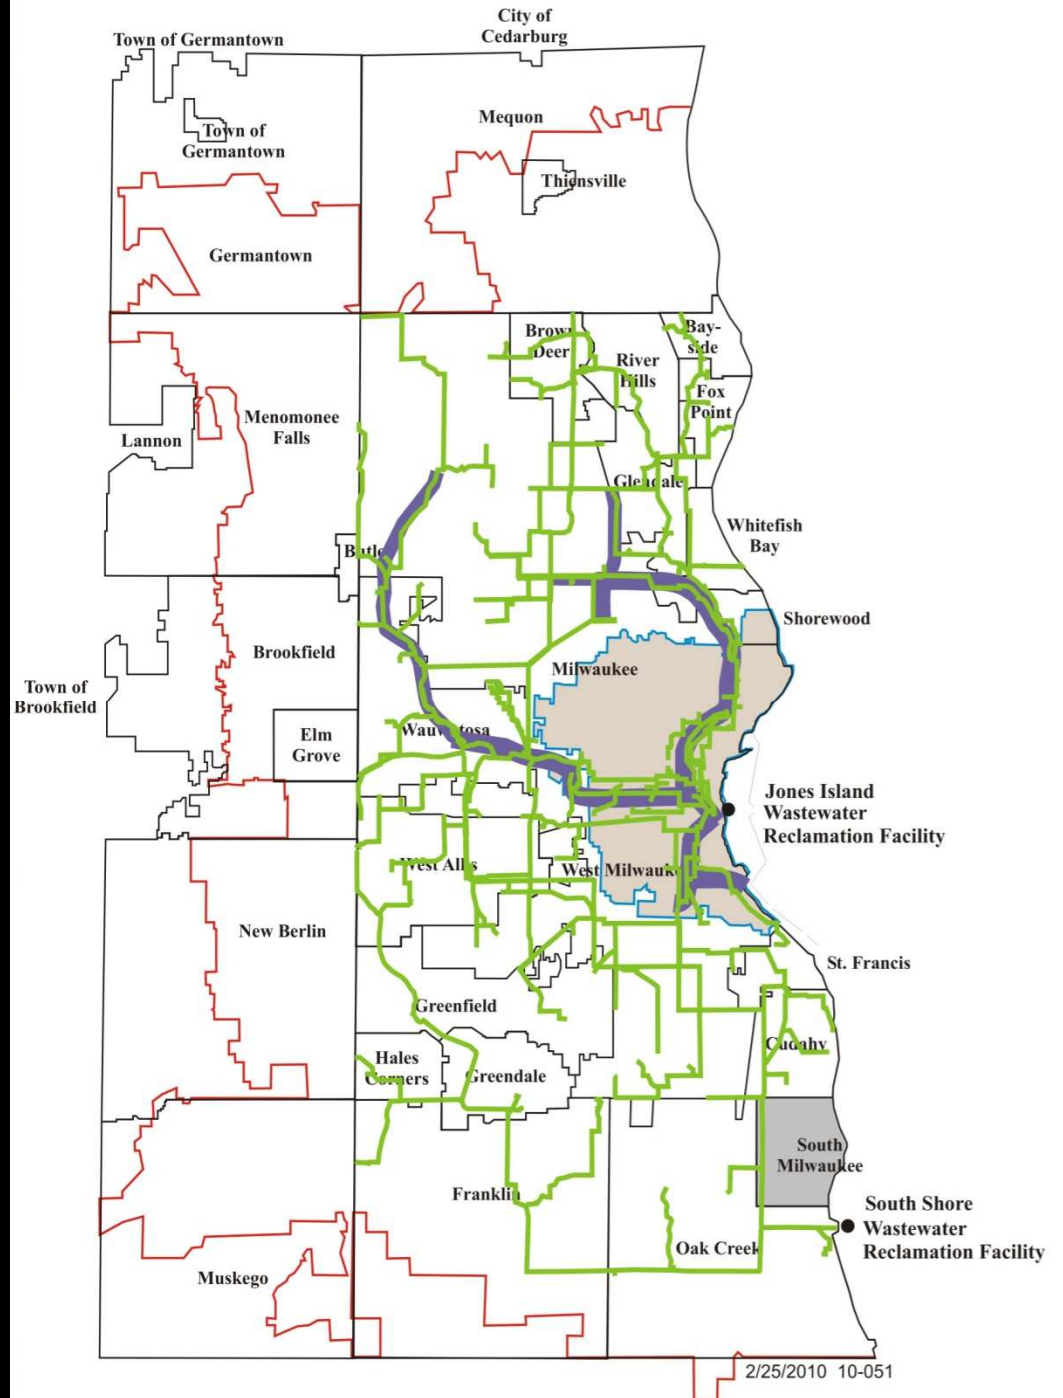 City of
Cedarburg
Town of Germantown
Mequon
Town of
Germantown
Thiensville
Germantown
Brown
Deer
Bay-
side
River
Hills
Fox
Point
Menomonee
Falls
Lannon
Glendale
Whitefish
Bay
Butler
Shorewood
Brookfield
Milwaukee
Town of
Brookfield
Elm
Grove
Wauwatosa
Jones Island
Wastewater
Reclamation Facility
West Allis
West Milwaukee
New Berlin
St. Francis
Greenfield
Cudahy
Hales
Corners
Greendale
South
Milwaukee
Franklin
South Shore
Wastewater
Reclamation Facility
Oak Creek
Muskego
2/25/2010 10-051